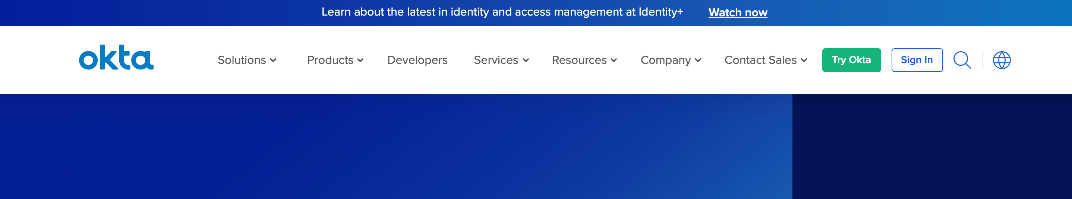 Learn about the latest in identity and access management at Identity+ Watch now
okta Solutions Products Developers Services Resources Company Contact Sales Try Okta Sign In